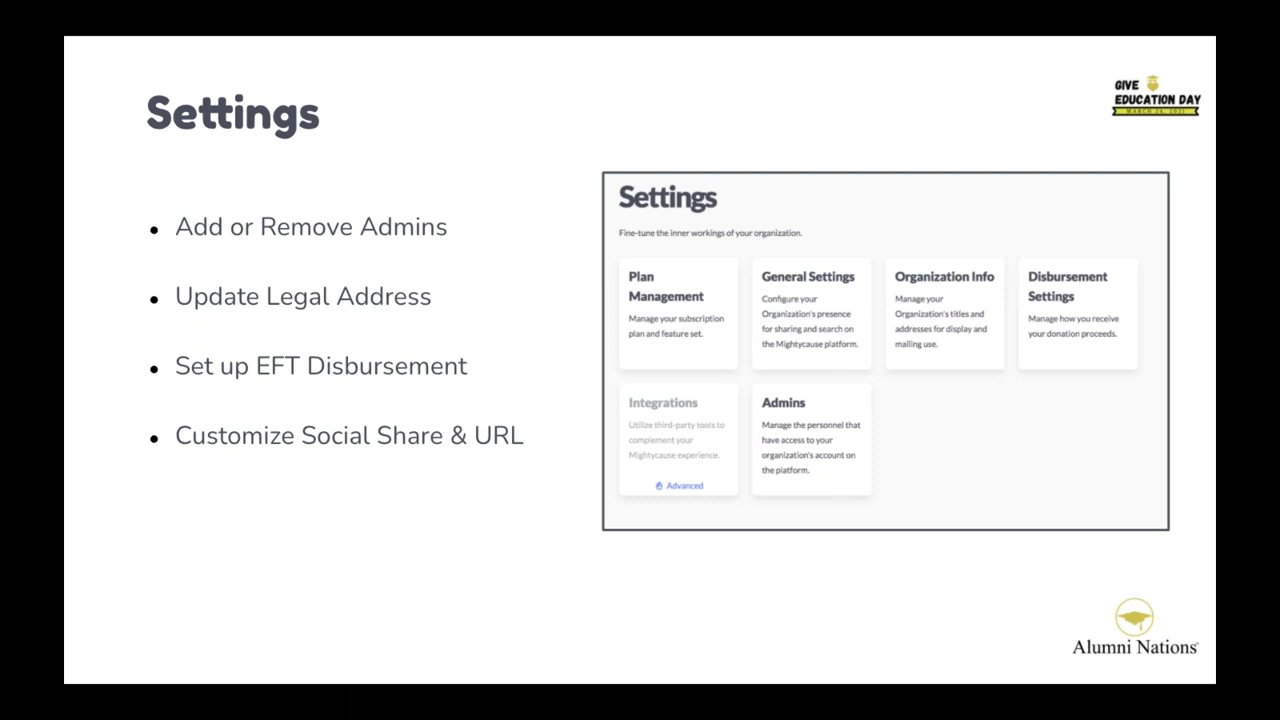 Settings
GIVE
EDUCATION DAY
MARCH 24, 2021
• Add or Remove Admins
• Update Legal Address
• Set up EFT Disbursement
• Customize Social Share & URL
Settings
Fine-tune the inner workings of your organization.
Plan
Management
Manage your subscription
plan and feature set.
General Settings
Configure your
Organization's presence
for sharing and search on
the Mightycause platform.
Organization Info
Manage your
Organization's titles and
addresses for display and
mailing use.
Disbursement
Settings
Manage how you receive
your donation proceeds.
Integrations
Utilize third-party tools to
complement your
Mightycause experience.
Advanced
Admins
Manage the personnel that
have access to your
organization's account on
the platform.
Alumni Nations